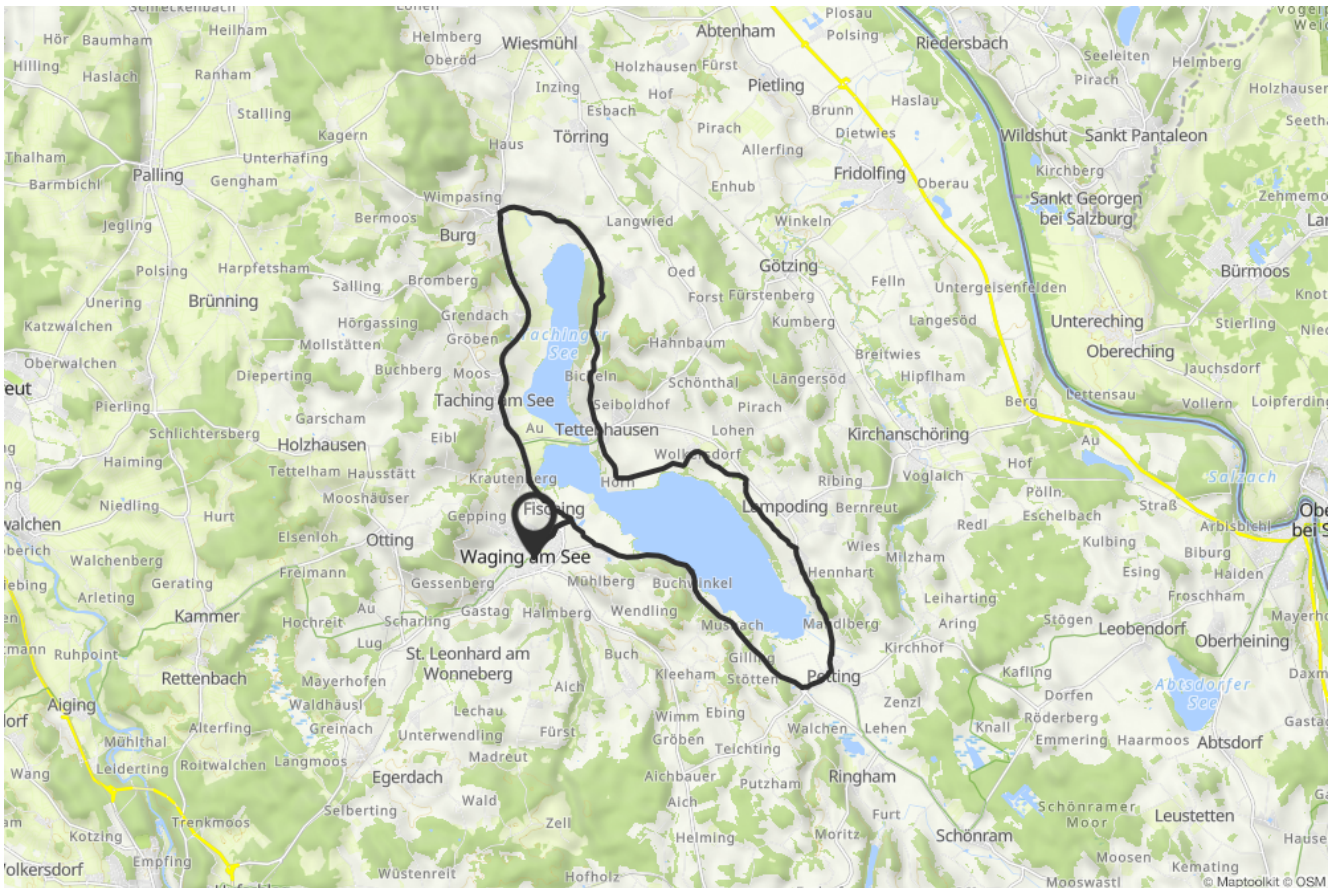 Schreckenbach
Hör
Baumham
Heilham
Helmberg
Oberöd
Wiesmühl
Abtenham
Plosau
Polsing
Riedersbach
Hilling
Haslach
Ranham
Holzhausen
Fürst
Seeleiten
Pirach
Helmberg
Holzhausen
Stalling
Inzing
Hof
Pietling
Haslau
Kagern
Esbach
Brunn
Thalham
Haus
Törring
Pirach
Dietwies
Wildshut
Sankt Pantaleon
Unterhafing
Allerfing
Palling
Gengham
Fridolfing
Oberau
Kirchberg
Barmbichl
Wimpasing
Enhub
Sankt Georgen
bei Salzburg
Zehmemo
Jegling
Bermoos
Burg
Langwied
Winkeln
Polsing
Harpfetsham
Götzing
Felln
Bürmoos
Unering
Brünning
Salling
Bromberg
Oed
Forst
Fürstenberg
Untergeisenfelden
Katzwalchen
Hörgassing
Grendach
Kumberg
Langesöd
Untereching
Oberwalchen
Mollstätten
Gröben
See
Hahnbaum
Breitwies
Obereching
Dieperting
Buchberg
Moos
Schönthal
Längersöd
Hipflham
Jauchsdorf
Pierling
Garscham
Taching am See
Seiboldhof
Pirach
Berg
Lettensau
Vollern
Loipferding
Schlichtersberg
Holzhausen
Eibl
Au
Tettenhausen
Lohen
Kirchanschöring
Au
Haiming
Tettelham
Hausstätt
Krautenberg
Horn
Hof
Voglaich
Salzach
Niedling
Mooshäuser
Ribing
Pölln
Hurt
Gepping
Fisching
Lampoding
Bernreut
Eschelbach
Straß
Walchenberg
Elsenloh
Otting
Redl
Arbisbichl
Kulbing
Waging am See
Wies
Milzham
Biburg
Gerating
Freimann
Gessenberg
Mühlberg
Buchwinkel
Hennhart
Esing
Haiden
Arleting
Kammer
Au
Gastag
Halmberg
Wendling
Leiharting
Froschham
Hochreit
Scharling
Musbach
Mandlberg
Aring
Stögen
Leobendorf
Oberheining
Ruhpoint
Lug
St. Leonhard am
Wonneberg
Buch
Gilling
Kirchhof
Rettenbach
Mayerhofen
Kleeham
Stötten
Petting
Kafling
Abtsdorfer
See
Waldhäusl
Aich
Zenzl
Dorfen
Aiging
Lechau
Wimm
Ebing
Röderberg
Alterfing
Greinach
Unterwendling
Fürst
Gröben
Walchen
Lehen
Knall
Emmering
Haarmoos
Abtsdorf
Mühlthal
Teichting
Leiderting
Roitwalchen
Langmoos
Madreut
Wang
Egerdach
Aichbauer
Putzham
Ringham
Selberting
Wald
Aich
Schönramer
Moor
Leustetten
Kotzing
Trenkmoos
Zell
Helming
Moritz
Furt
Schönram
Empfing
Wüstenreit
Hofholz
Moosen
Kemating
Mooswastl
© Maptoolkit © OSM